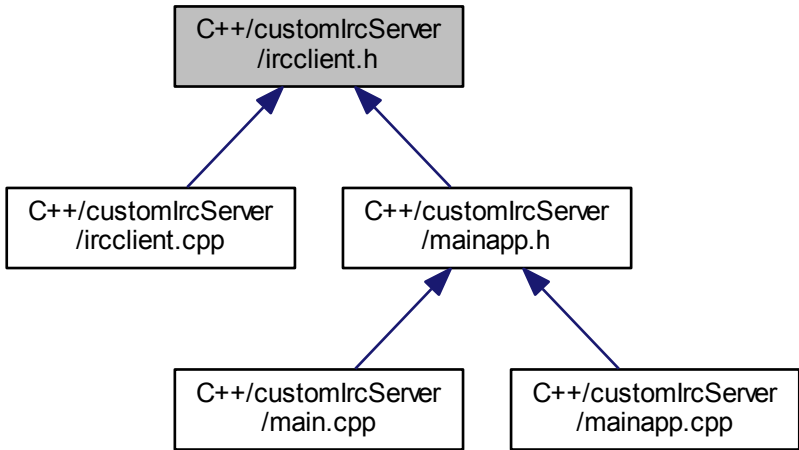 C++/customIrcServer
/ircclient.h
C++/customIrcServer
/ircclient.cpp
C++/customIrcServer
/mainapp.h
C++/customIrcServer
/main.cpp
C++/customIrcServer
/mainapp.cpp